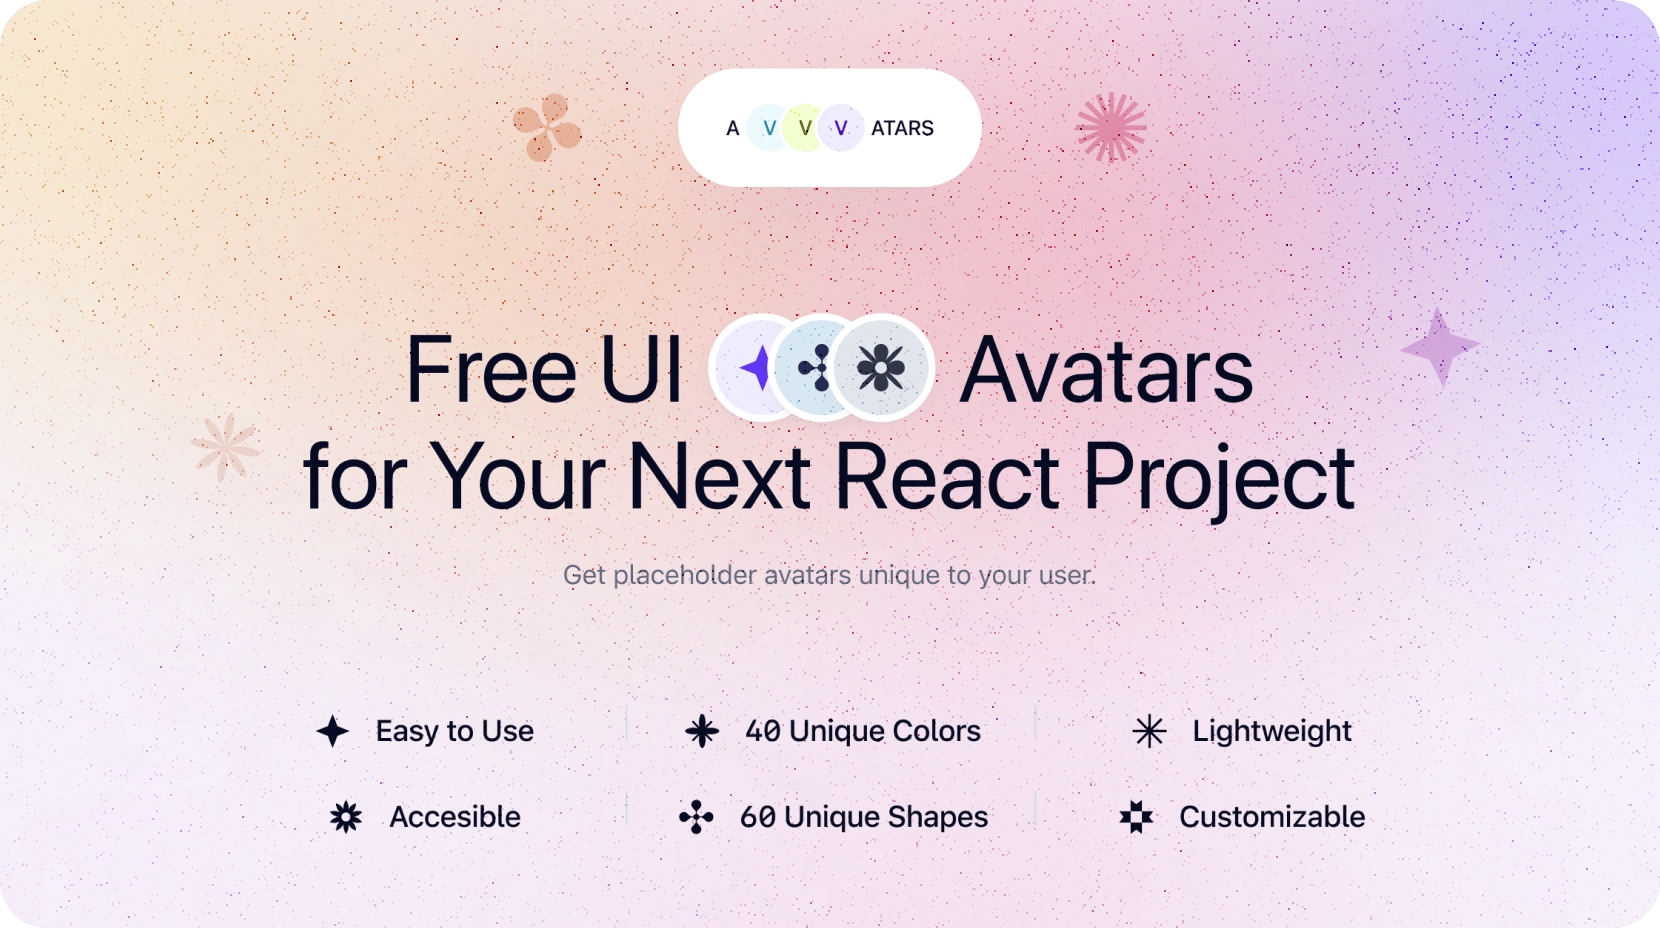 A V V V ATARS
Free UI Avatars
for Your Next React Project
Get placeholder avatars unique to your user.
Easy to Use
40 Unique Colors
Lightweight
Accesible
60 Unique Shapes
Customizable